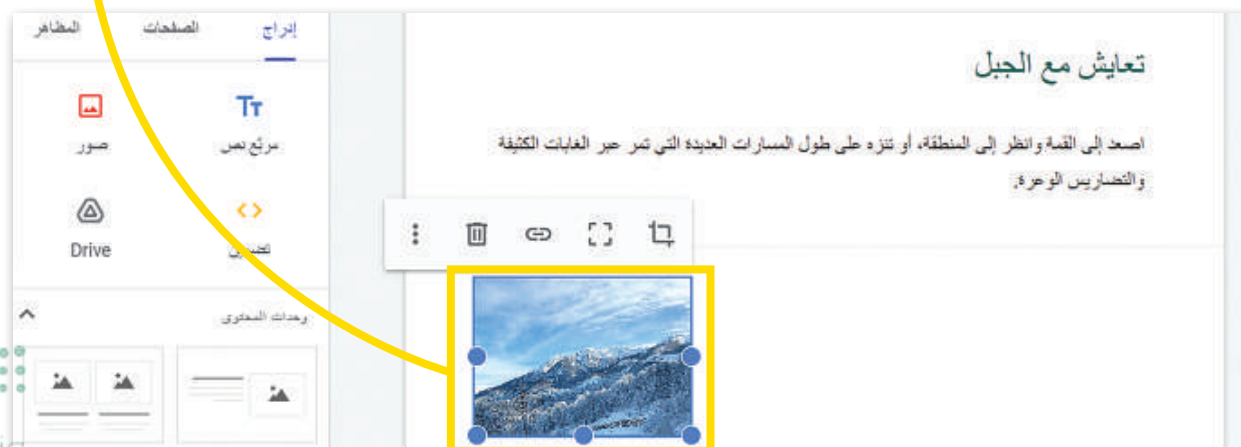 إدراج الصفحات المظاهر
مربّع نص صور
تضمين Drive
وحدات المحتوى
تعايش مع الجبل
اصعد إلى القمة وانظر إلى المنطقة، أو تنزه على طول المسارات العديدة التي تمر عبر الغابات الكثيفة
والتضاريس الوعرة.